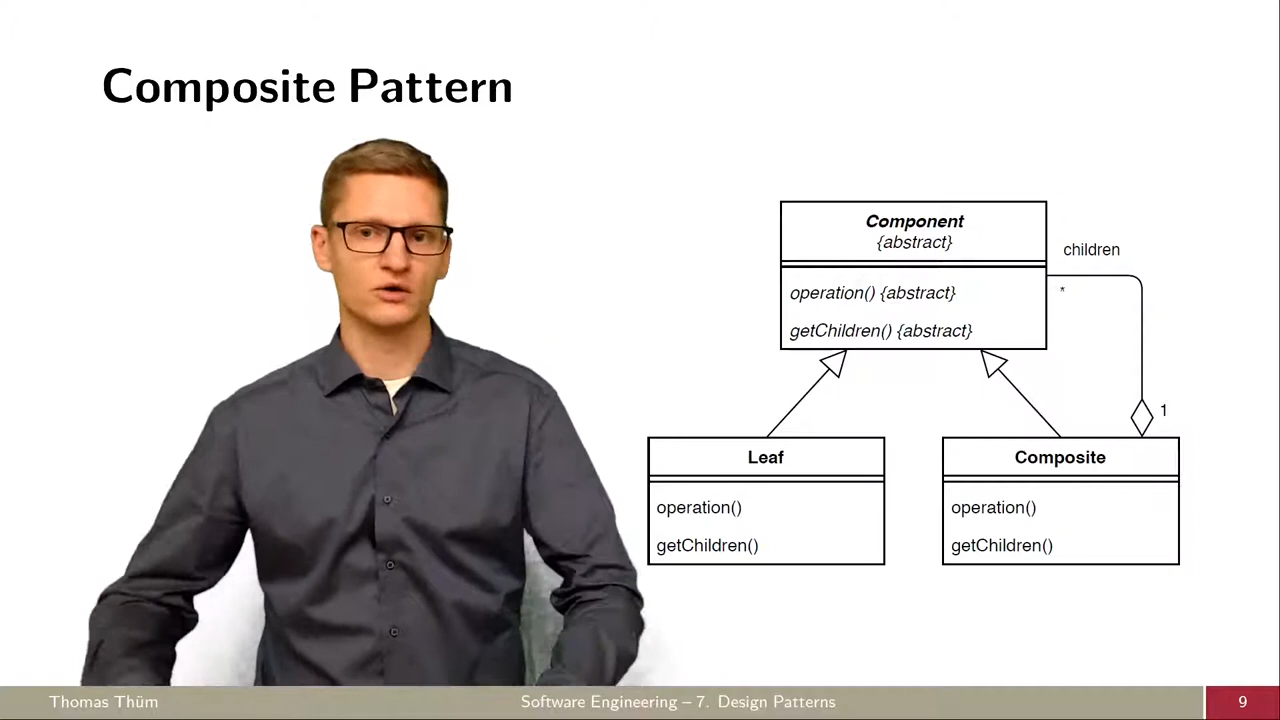 Composite Pattern
Component
{abstract}
operation() {abstract}
getChildren() {abstract}
children
*
1
Leaf
operation()
getChildren()
Composite
operation()
getChildren()
Thomas Thüm
Software Engineering – 7. Design Patterns
9